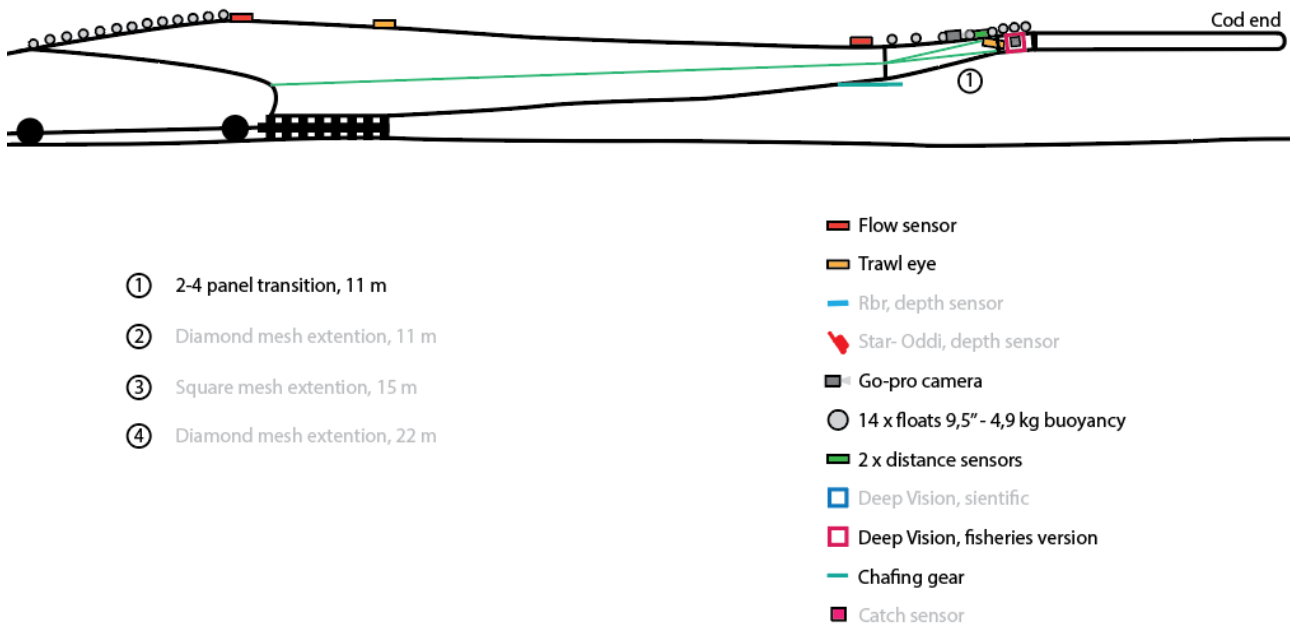 Cod end
1
1 2-4 panel transition, 11 m
2 Diamond mesh extention, 11 m
3 Square mesh extention, 15 m
4 Diamond mesh extention, 22 m
Flow sensor
Trawl eye
Rbr, depth sensor
Star- Oddi, depth sensor
Go-pro camera
14 x floats 9,5” - 4,9 kg buoyancy
2 x distance sensors
Deep Vision, sientific
Deep Vision, fisheries version
Chafing gear
Catch sensor